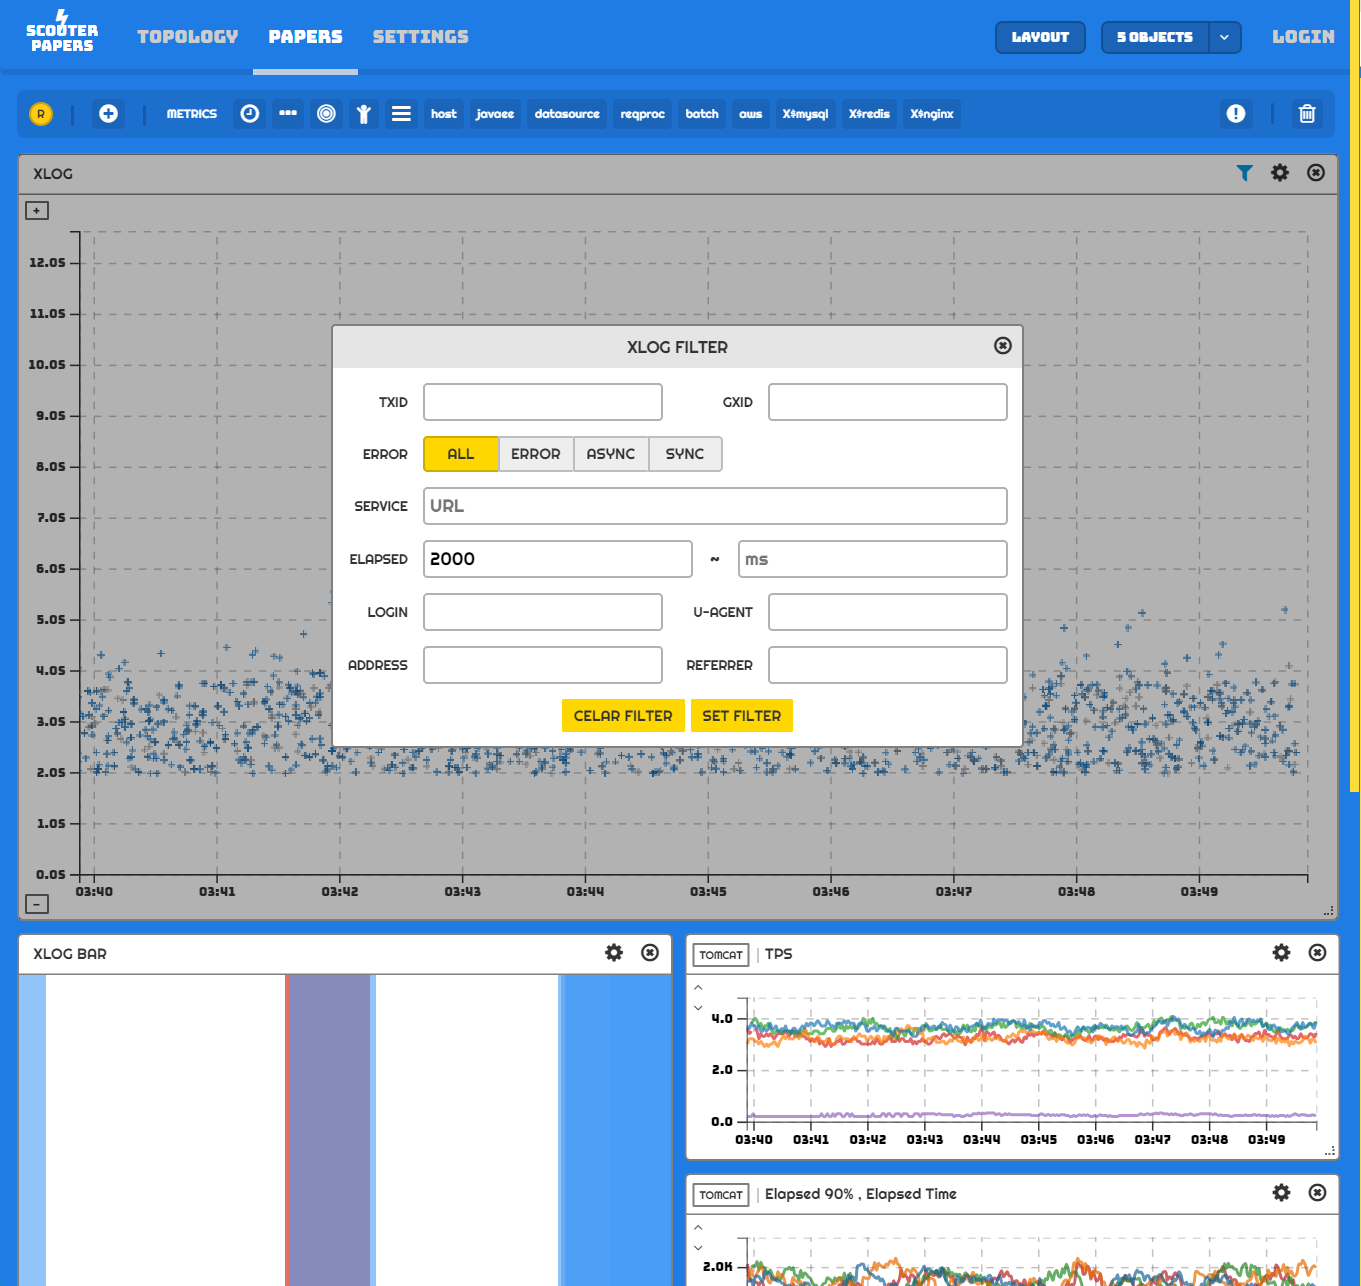 SCOUTER
PAPERS
TOPOLOGY PAPERS SETTINGS
LAYOUT 5 OBJECTS LOGIN
R METRICS host javaee datasource reqproc batch aws X$mysql X$redis X$nginx
XLOG
+
12.0S
11.0S
10.0S
9.0S
8.0S
7.0S
6.0S
5.0S
4.0S
3.0S
2.0S
1.0S
0.0S
03:40 03:41 03:42 03:43 03:44 03:45 03:46 03:47 03:48 03:49
-
XLOG FILTER
TXID GXID
ERROR ALL ERROR ASYNC SYNC
SERVICE URL
ELAPSED 2000 ~ ms
LOGIN U-AGENT
ADDRESS REFERRER
CELAR FILTER SET FILTER
XLOG BAR
TOMCAT | TPS
4.0
2.0
0.0
03:40 03:41 03:42 03:43 03:44 03:45 03:46 03:47 03:48 03:49
TOMCAT | Elapsed 90% , Elapsed Time
2.0K